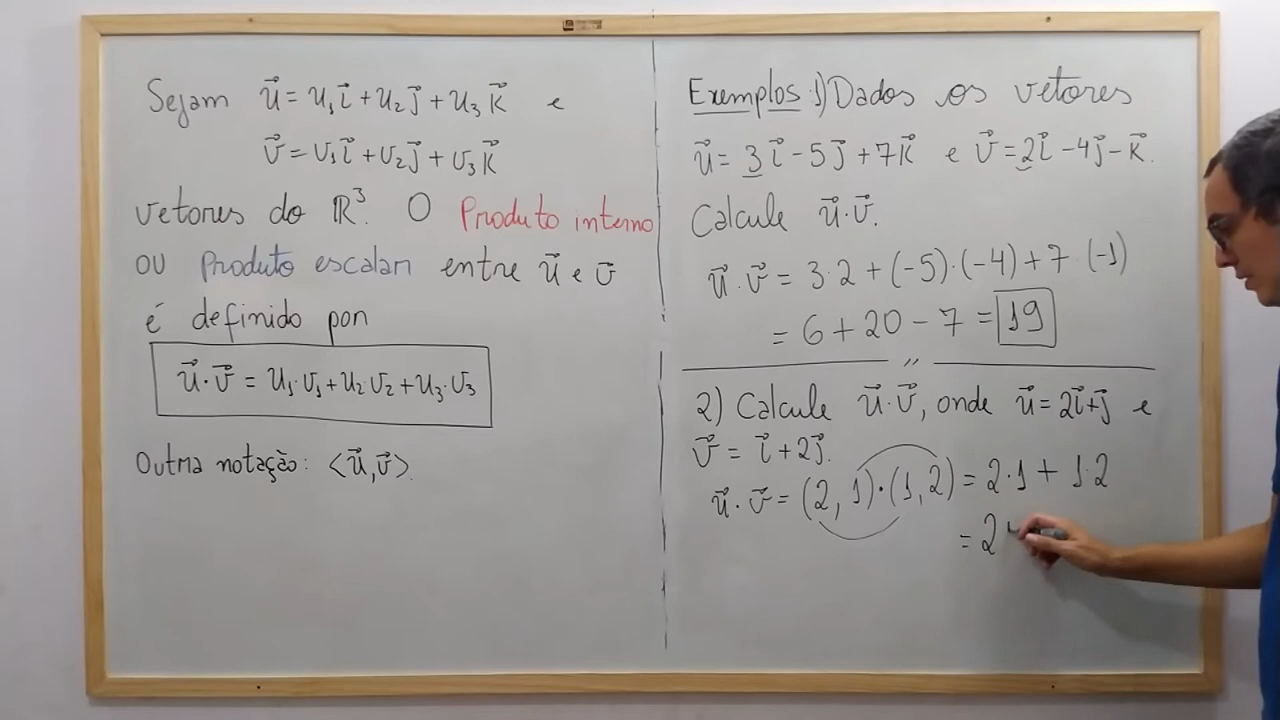 Sejam u⃗ = u₁i⃗ + u₂j⃗ + u₃k⃗ e
v⃗ = v₁i⃗ + v₂j⃗ + v₃k⃗
vetores do ℝ³. O Produto interno
ou Produto escalar entre u⃗ e v⃗
é definido por
u⃗ · v⃗ = u₁·v₁ + u₂v₂ + u₃·v₃
Outra notação: <u⃗, v⃗>.
Exemplos: 1) Dados os vetores
u⃗ = 3i⃗ - 5j⃗ + 7k⃗ e v⃗ = 2i⃗ - 4j⃗ - k⃗.
Calcule u⃗·v⃗.
u⃗·v⃗ = 3·2 + (-5)·(-4) + 7 (-1)
= 6 + 20 - 7 = 19
2) Calcule u⃗·v⃗, onde u⃗ = 2i⃗ + j⃗ e
v⃗ = i⃗ + 2j⃗.
u⃗·v⃗ = (2, 1)·(1, 2) = 2·1 + 1·2
= 2